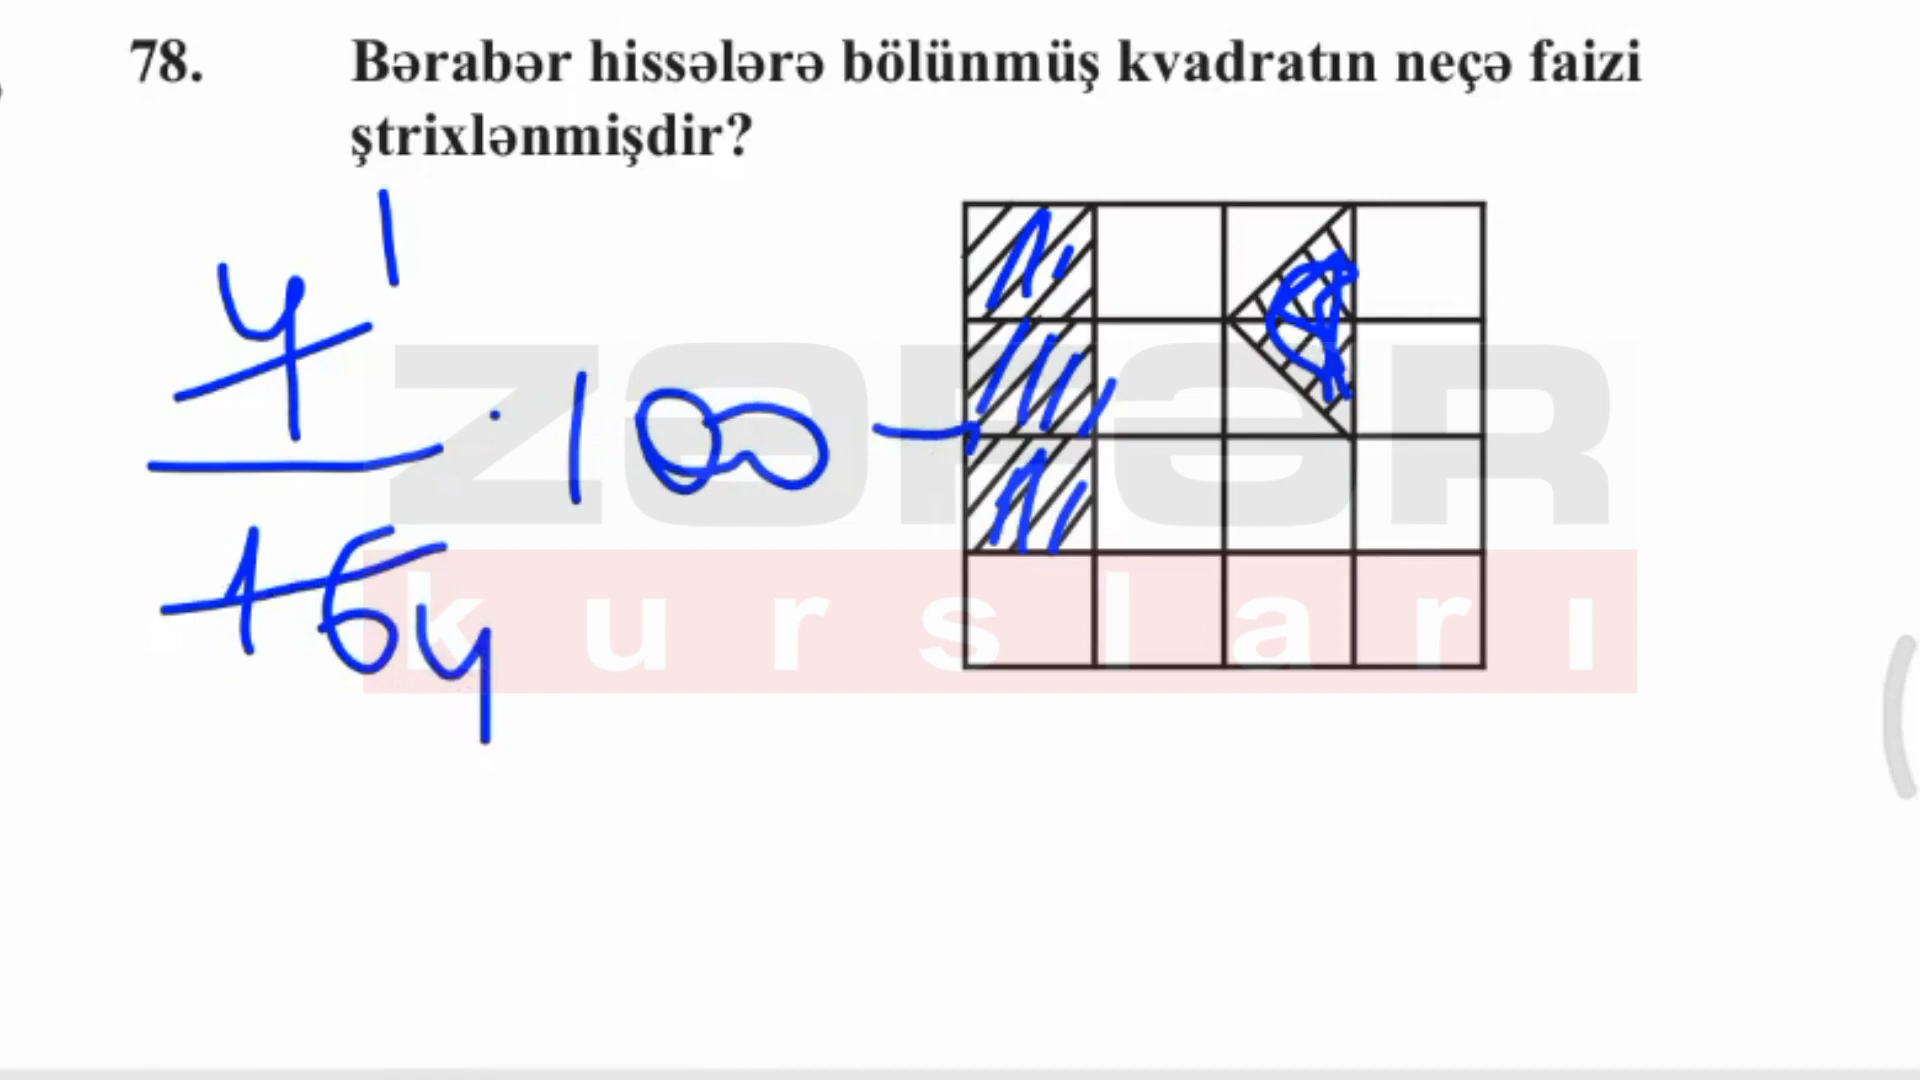 78. Bərabər hissələrə bölünmüş kvadratın neçə faizi
ştrixlənmişdir?
4 1
16 4
· 100 -
ZƏFƏR
kursları